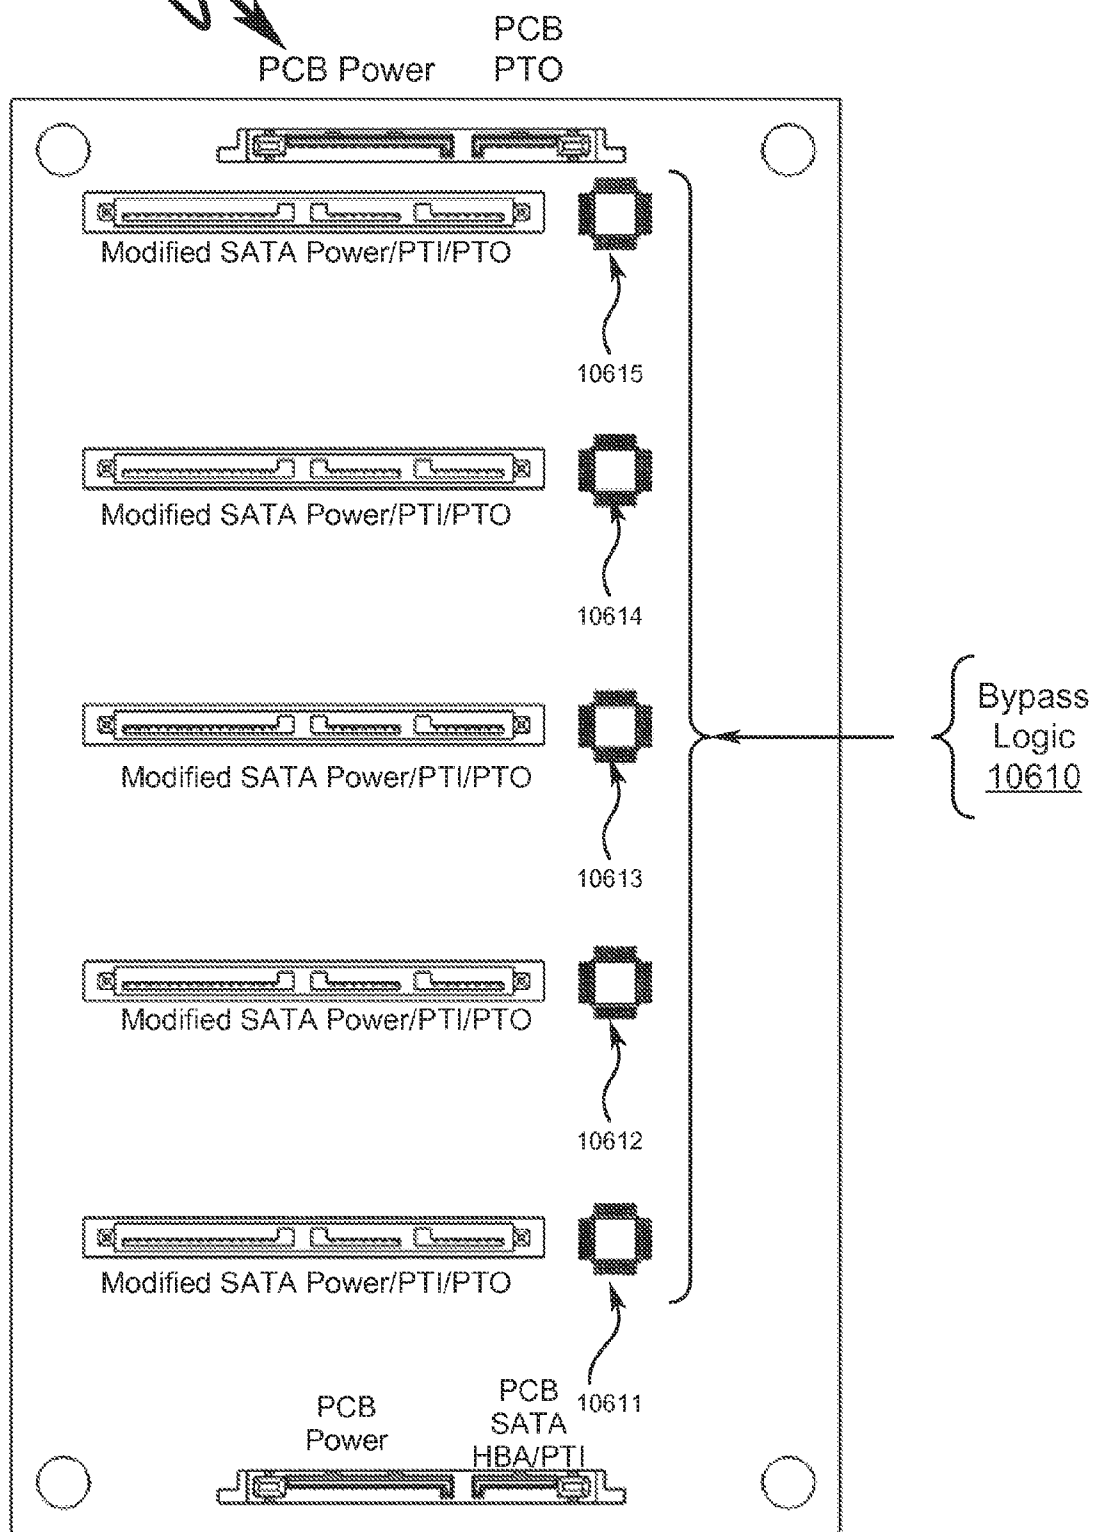 PCB
PTO
PCB Power
Modified SATA Power/PTI/PTO
10615
Modified SATA Power/PTI/PTO
10614
Bypass
Logic
10610
Modified SATA Power/PTI/PTO
10613
Modified SATA Power/PTI/PTO
10612
Modified SATA Power/PTI/PTO
10611
PCB
Power
PCB
SATA
HBA/PTI